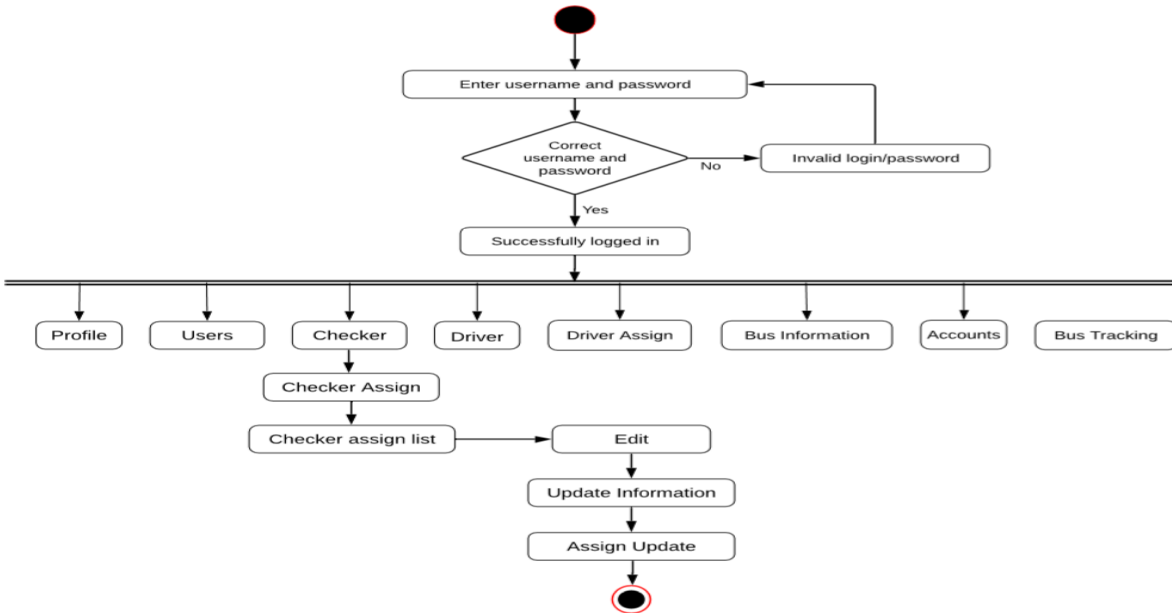 Enter username and password
Correct
username and
password
No
Invalid login/password
Yes
Successfully logged in
Profile
Users
Checker
Driver
Driver Assign
Bus Information
Accounts
Bus Tracking
Checker Assign
Checker assign list
Edit
Update Information
Assign Update